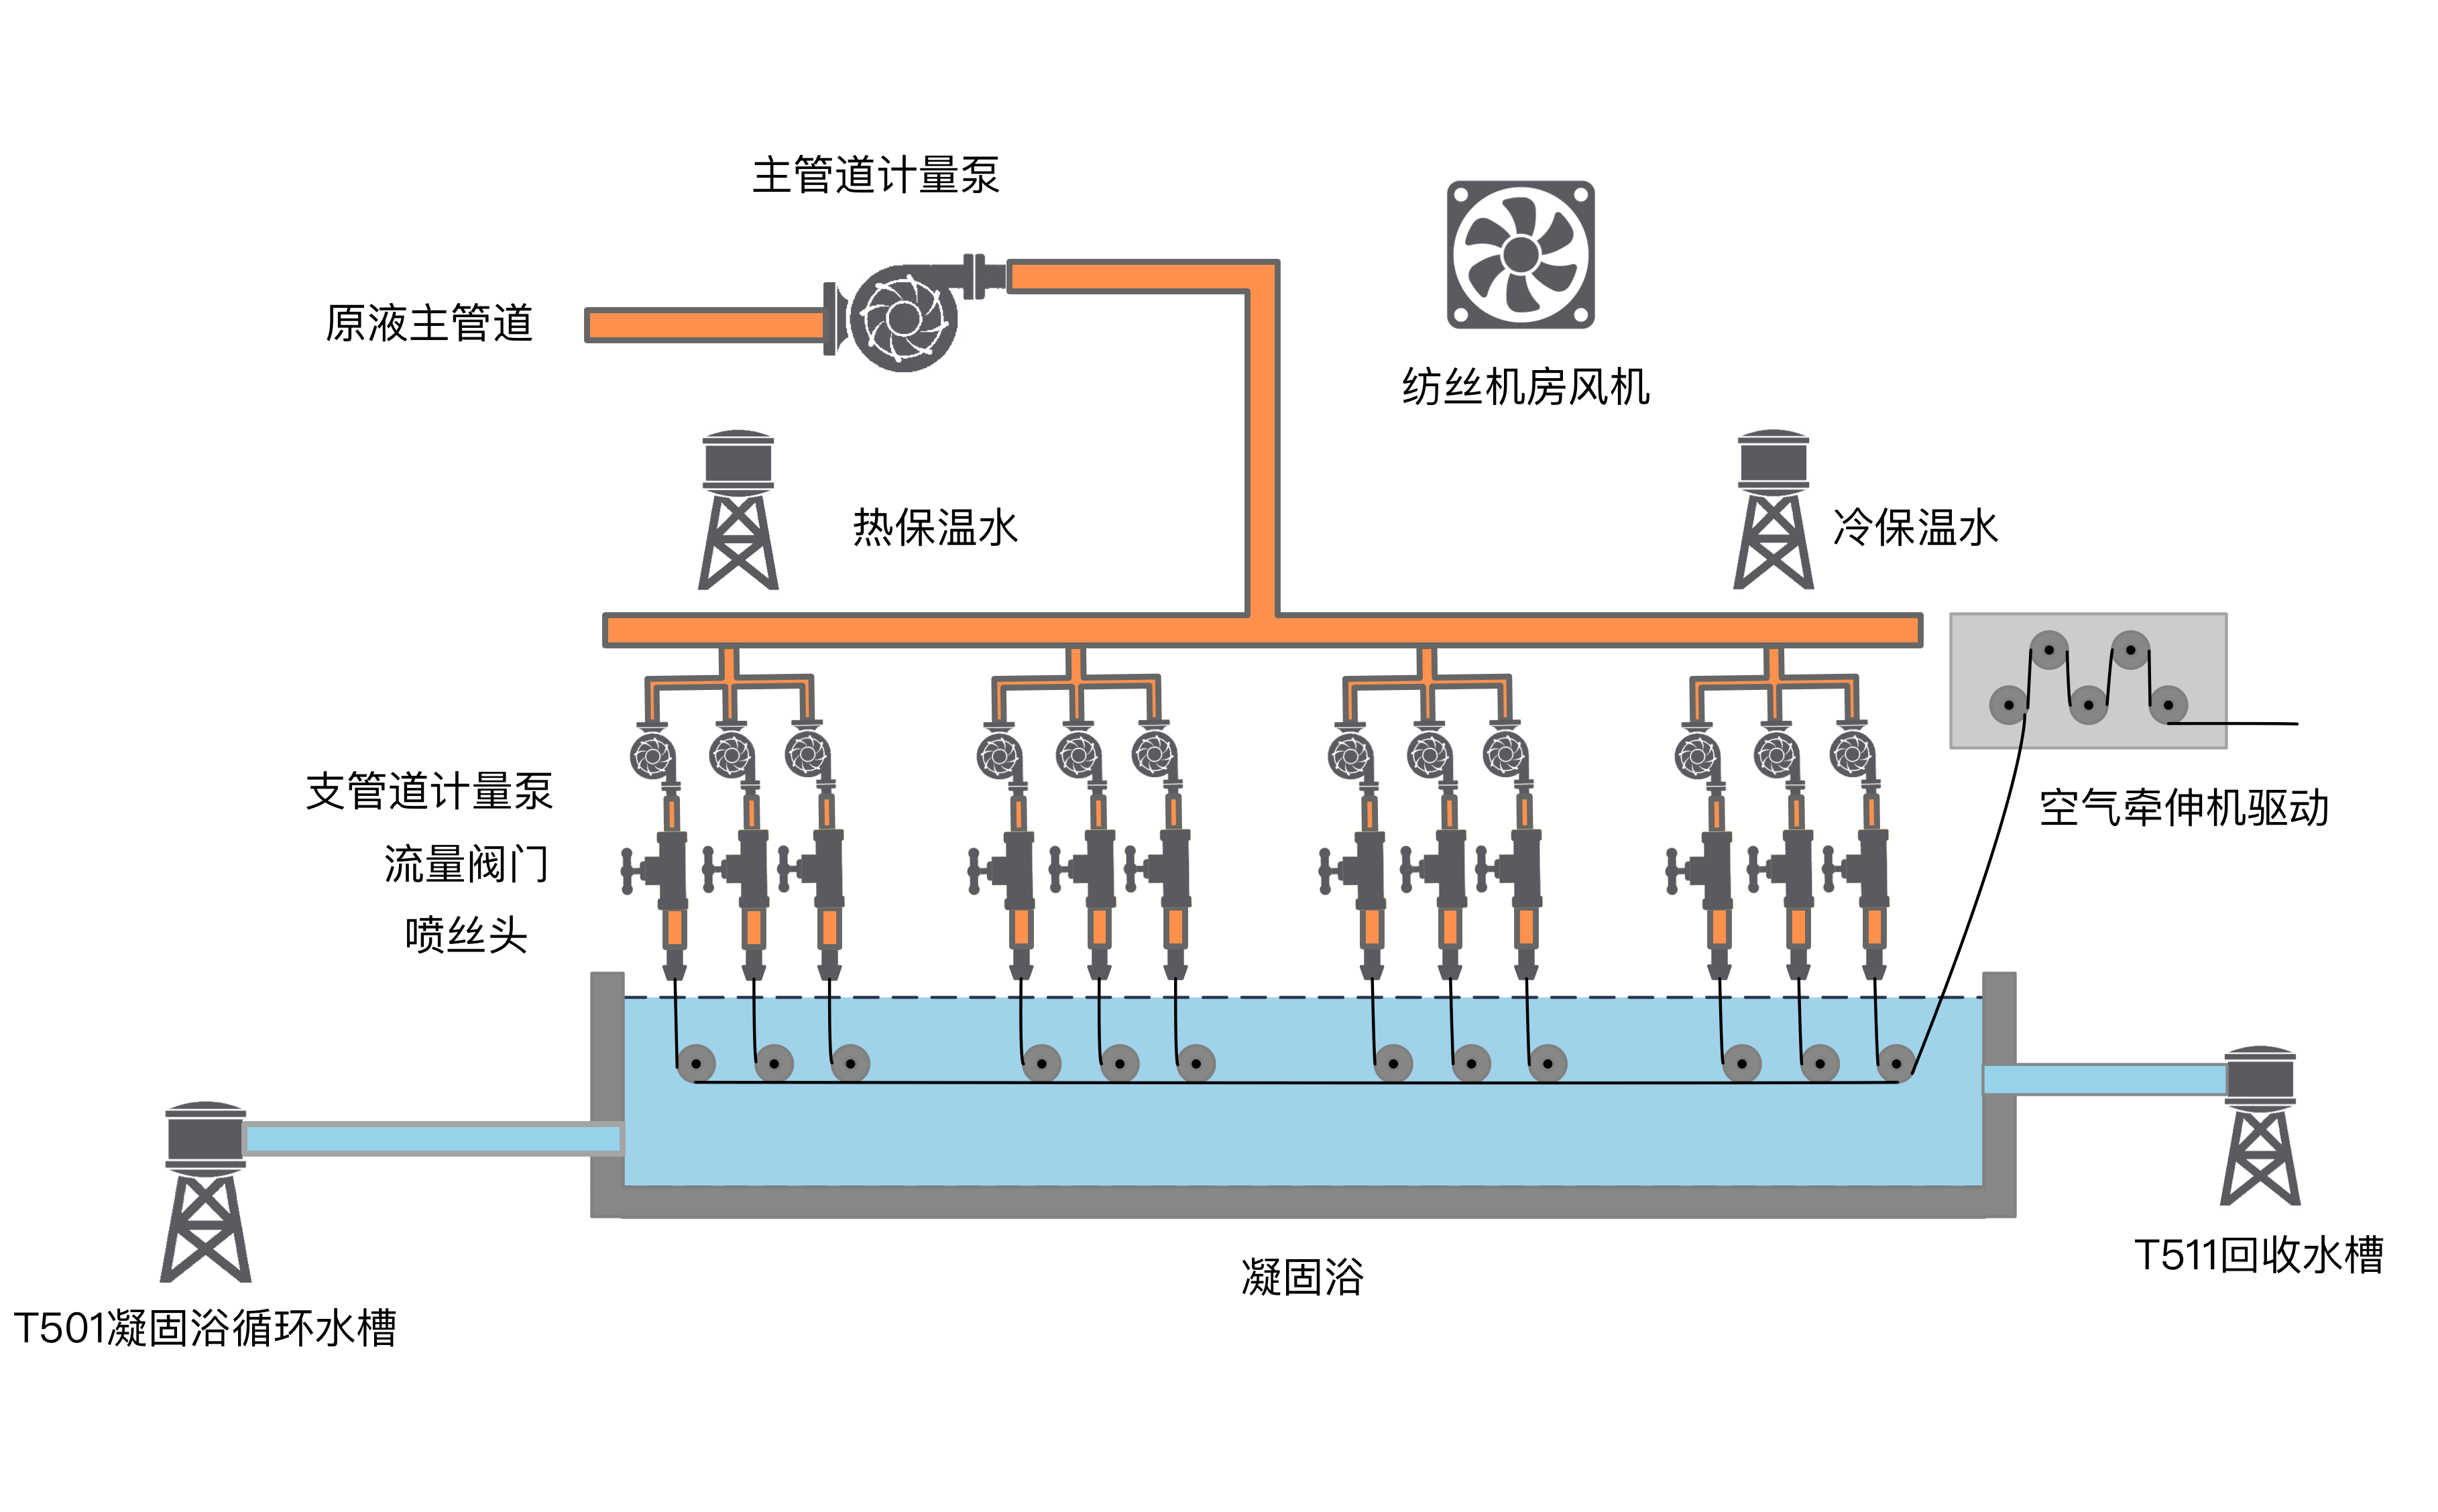 主管道计量泵
原液主管道
纺丝机房风机
热保温水
冷保温水
支管道计量泵
空气牵伸机驱动
流量阀门
喷丝头
凝固浴
T511回收水槽
T501凝固浴循环水槽